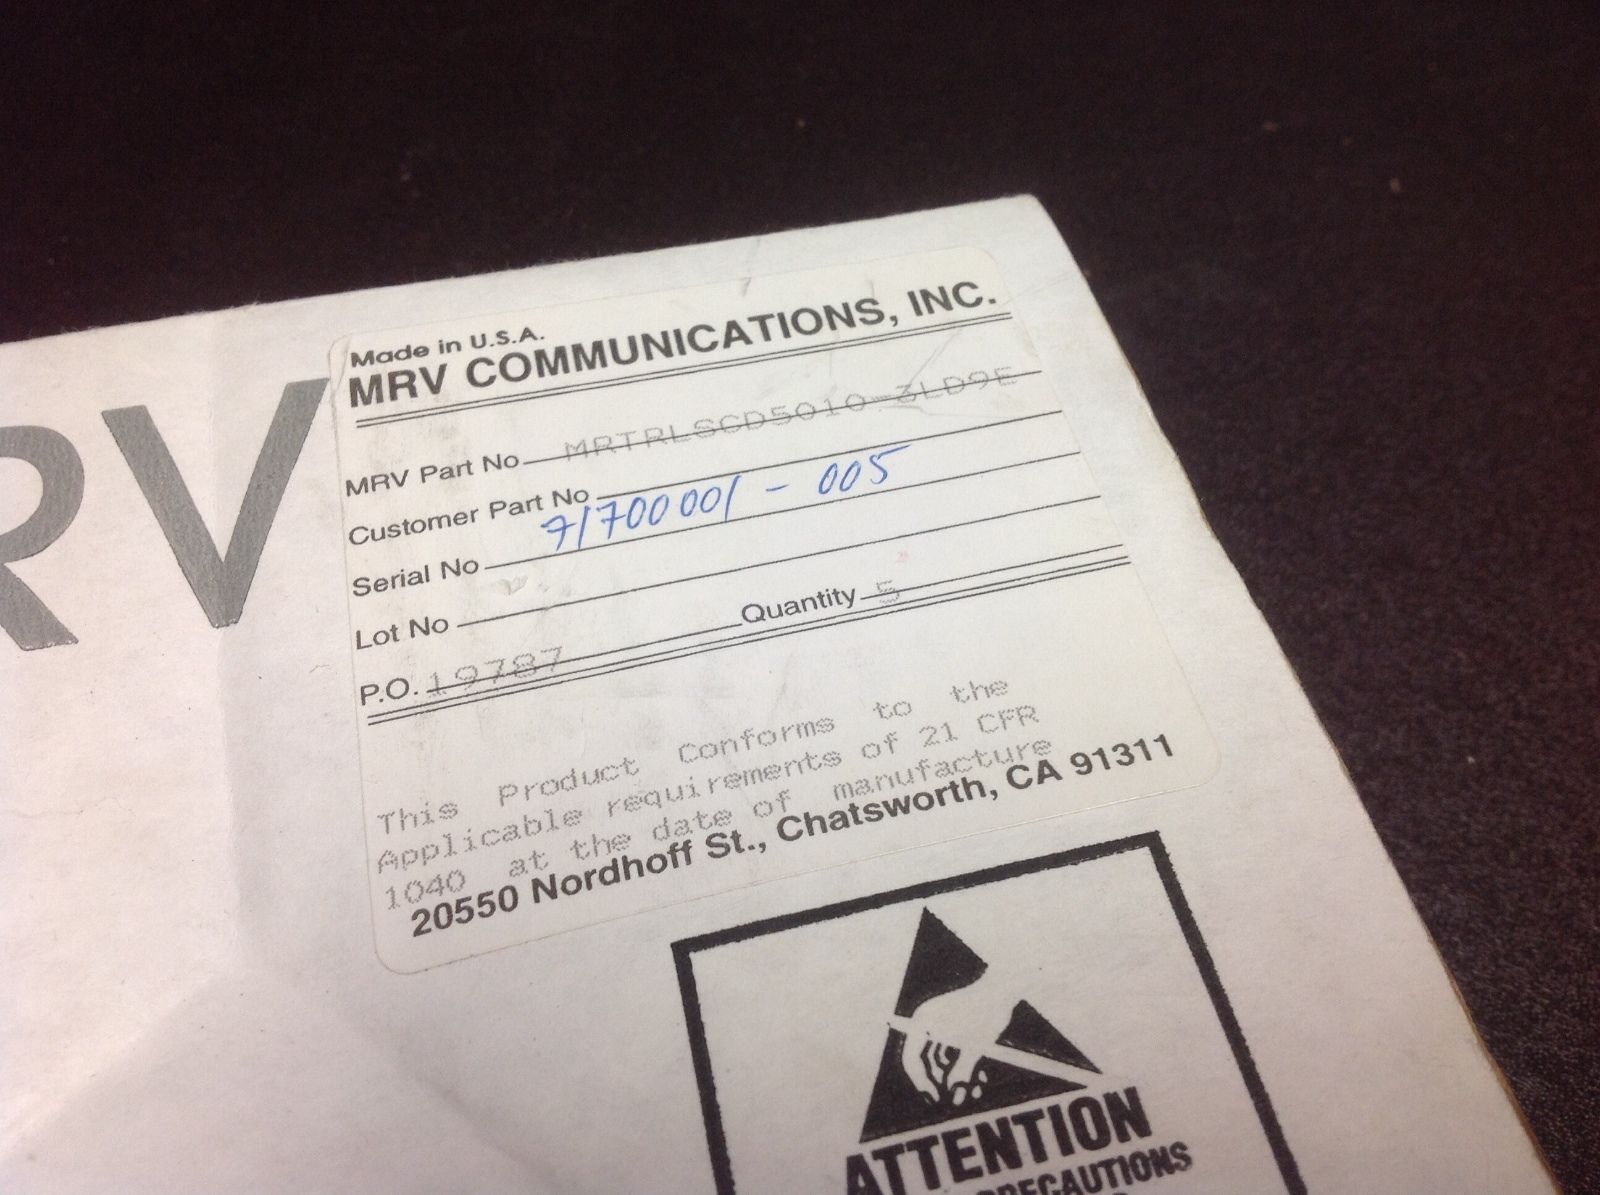 RV
Made in U.S.A.
MRV COMMUNICATIONS, INC.
MRV Part No MRTRLSCD5010-3LD9E
Customer Part No
Serial No 71700001-005
Lot No
P.O. 19787 Quantity 5
This Product Conforms to the
Applicable requirements of 21 CFR
1040 at the date of manufacture
20550 Nordhoff St., Chatsworth, CA 91311
ATTENTION
PRECAUTIONS